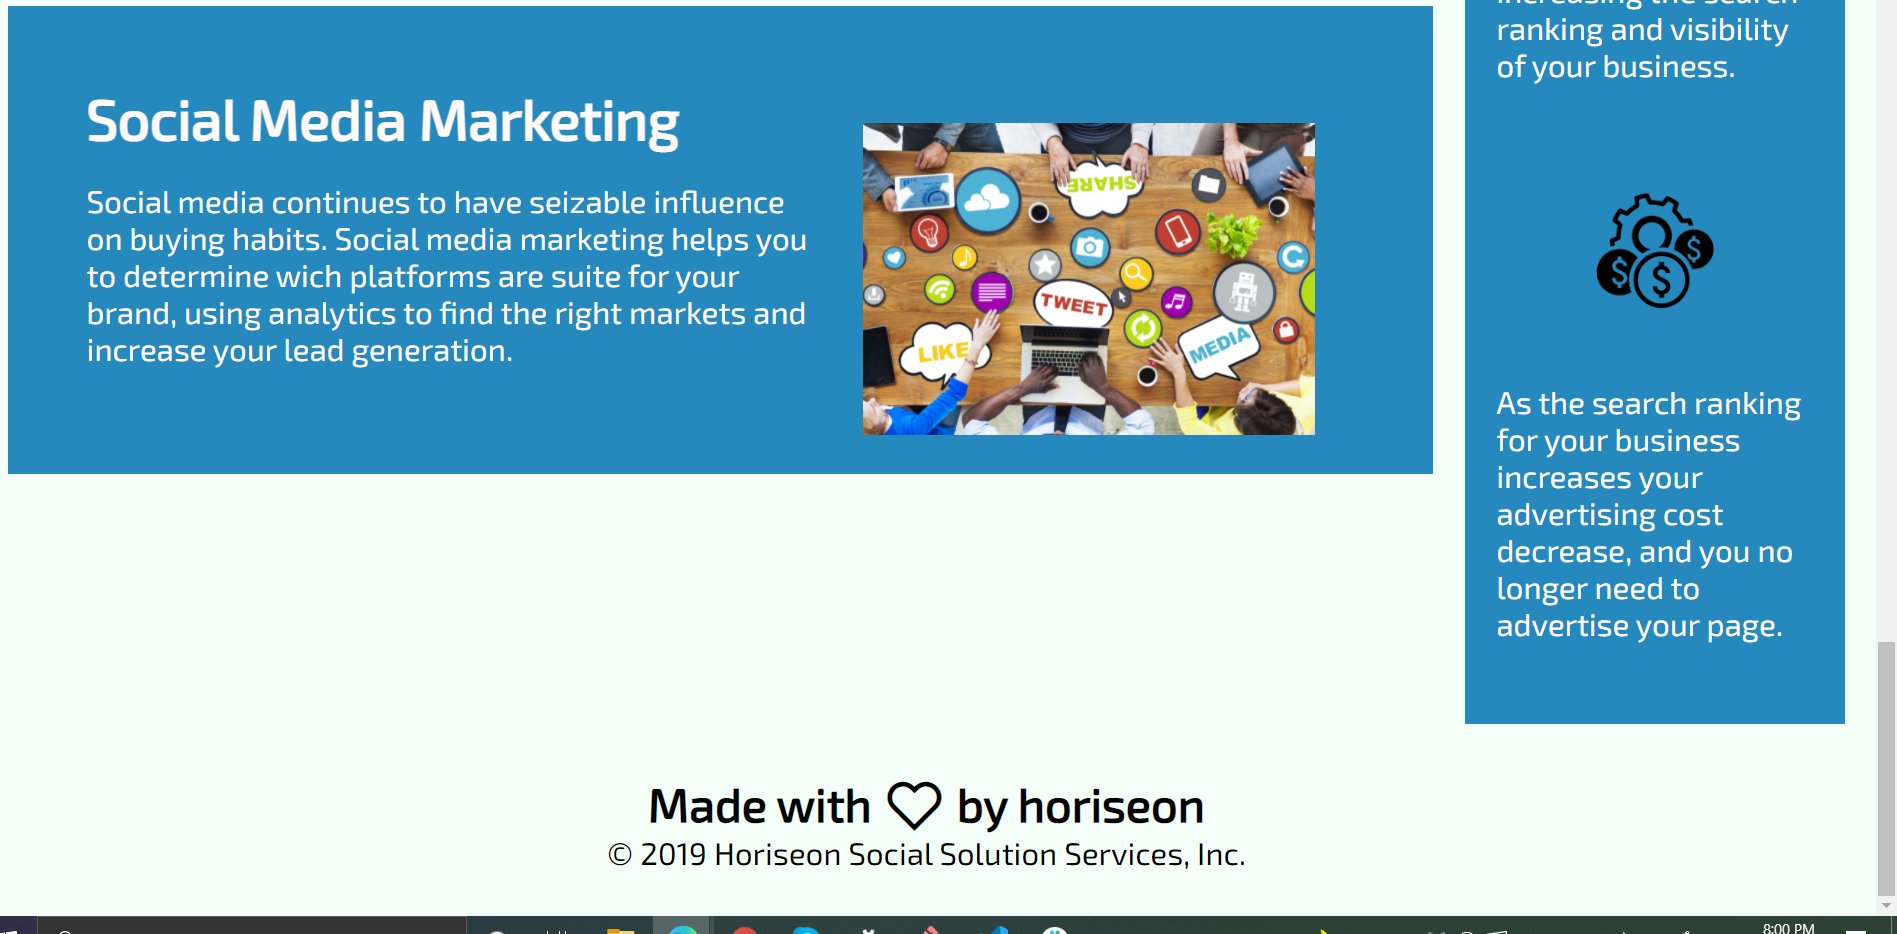 Social Media Marketing
Social media continues to have seizable influence
on buying habits. Social media marketing helps you
to determine wich platforms are suite for your
brand, using analytics to find the right markets and
increase your lead generation.
SHARE
TWEET
LIKE
MEDIA
increasing the search
ranking and visibility
of your business.
$
$
$
As the search ranking
for your business
increases your
advertising cost
decrease, and you no
longer need to
advertise your page.
Made with by horiseon
© 2019 Horiseon Social Solution Services, Inc.
8:00 PM